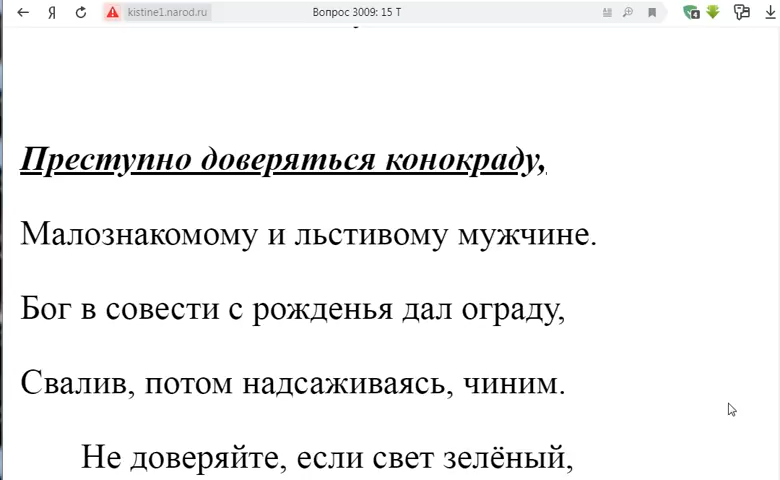 Я kistine1.narod.ru Вопрос 3009: 15 Т 4
Преступно доверяться конокраду,
Малознакомому и льстивому мужчине.
Бог в совести с рожденья дал ограду,
Свалив, потом надсаживаясь, чиним.
Не доверяйте, если свет зелёный,